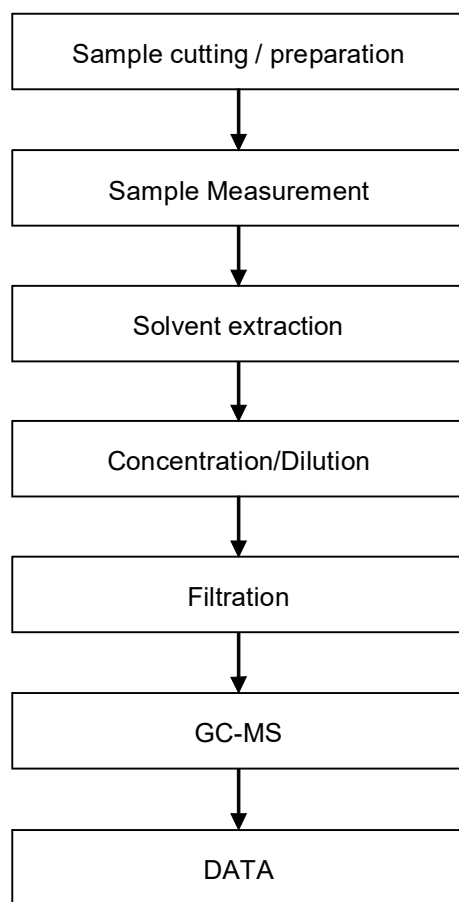 Sample cutting / preparation
Sample Measurement
Solvent extraction
Concentration/Dilution
Filtration
GC-MS
DATA